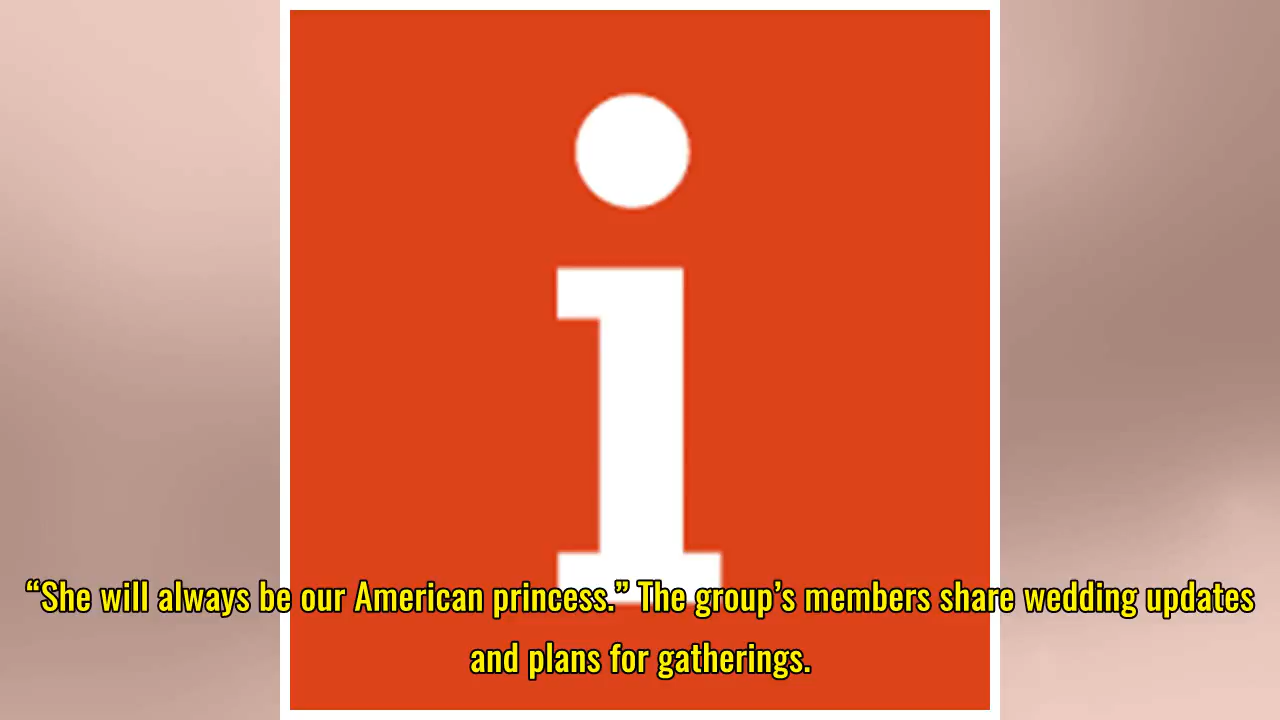 i
“She will always be our American princess.” The group’s members share wedding updates
and plans for gatherings.